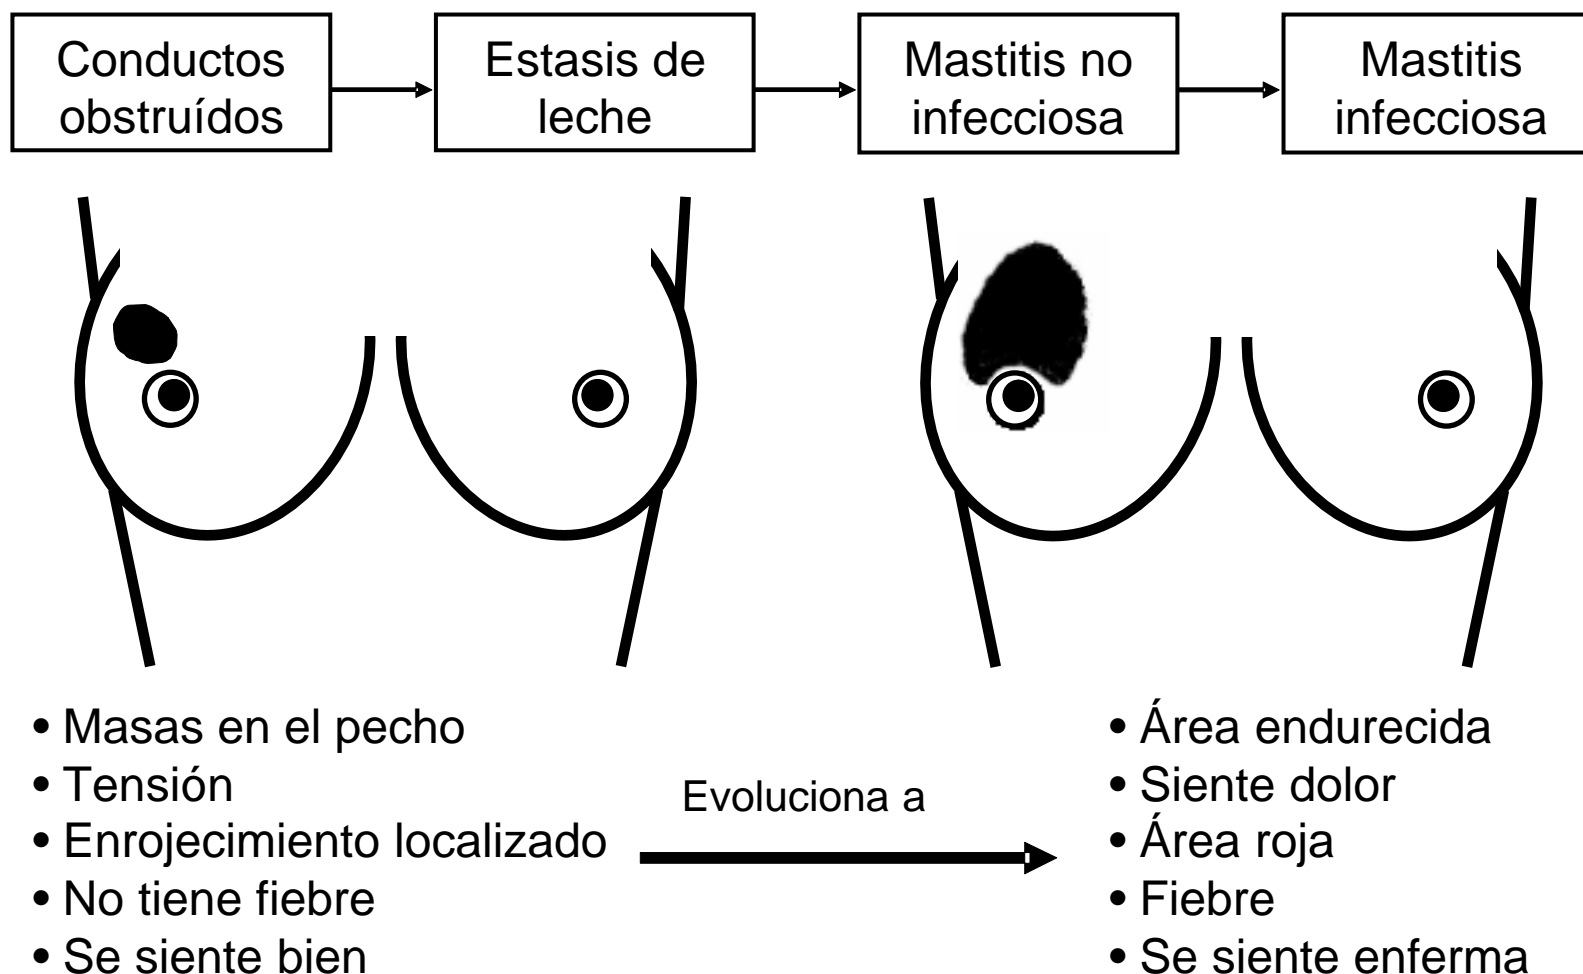 Conductos
obstruídos
Estasis de
leche
Mastitis no
infecciosa
Mastitis
infecciosa
• Masas en el pecho
• Tensión
• Enrojecimiento localizado
• No tiene fiebre
• Se siente bien
Evoluciona a
• Área endurecida
• Siente dolor
• Área roja
• Fiebre
• Se siente enferma